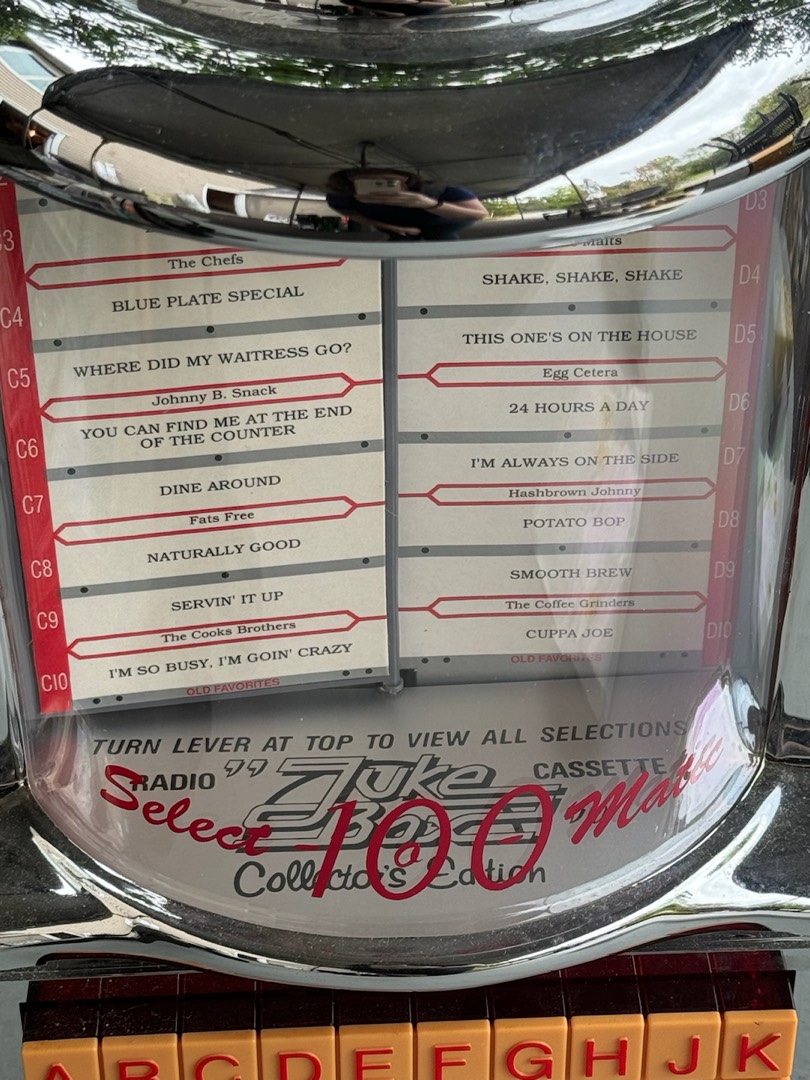 C3
The Chefs
C4
BLUE PLATE SPECIAL
C5
WHERE DID MY WAITRESS GO?
Johnny B. Snack
C6
YOU CAN FIND ME AT THE END
OF THE COUNTER
C7
DINE AROUND
Fats Free
C8
NATURALLY GOOD
C9
SERVIN' IT UP
The Cooks Brothers
C10
I'M SO BUSY, I'M GOIN' CRAZY
OLD FAVORITES
D3
Malts
SHAKE, SHAKE, SHAKE
D4
THIS ONE'S ON THE HOUSE
D5
Egg Cetera
24 HOURS A DAY
D6
I'M ALWAYS ON THE SIDE
D7
Hashbrown Johnny
POTATO BOP
D8
SMOOTH BREW
D9
The Coffee Grinders
CUPPA JOE
D10
OLD FAVORITES
TURN LEVER AT TOP TO VIEW ALL SELECTIONS
RADIO "Juke Box" CASSETTE
Collector's Edition
Select-100-Matic
A B C D E F G H J K